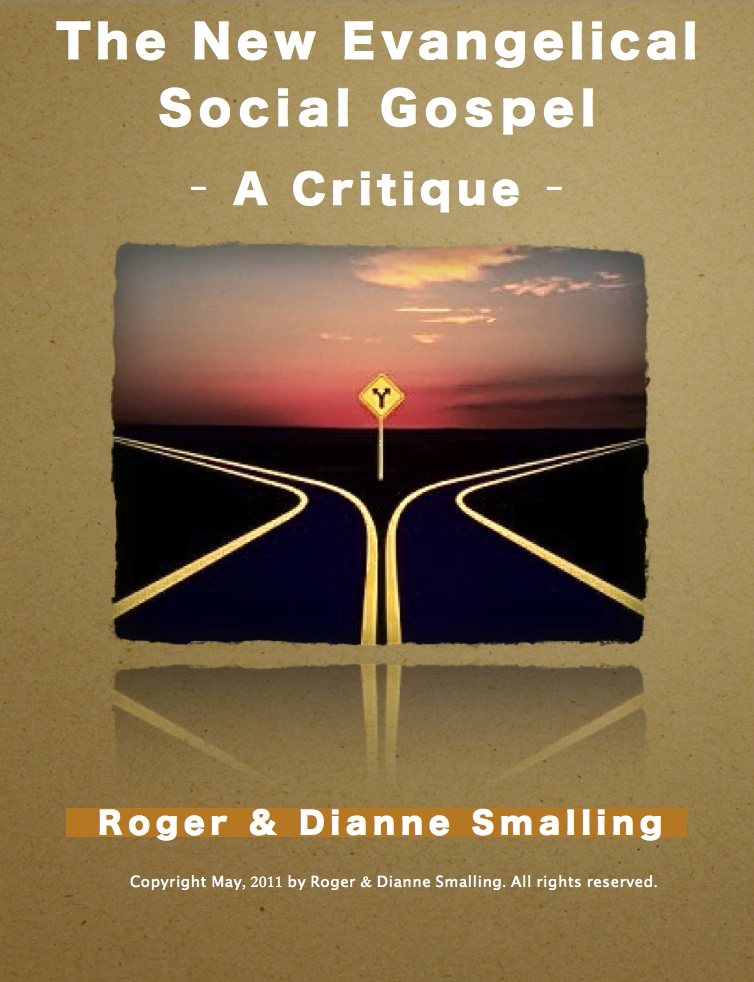 The New Evangelical
Social Gospel
- A Critique -
Roger & Dianne Smalling
Copyright May, 2011 by Roger & Dianne Smalling. All rights reserved.